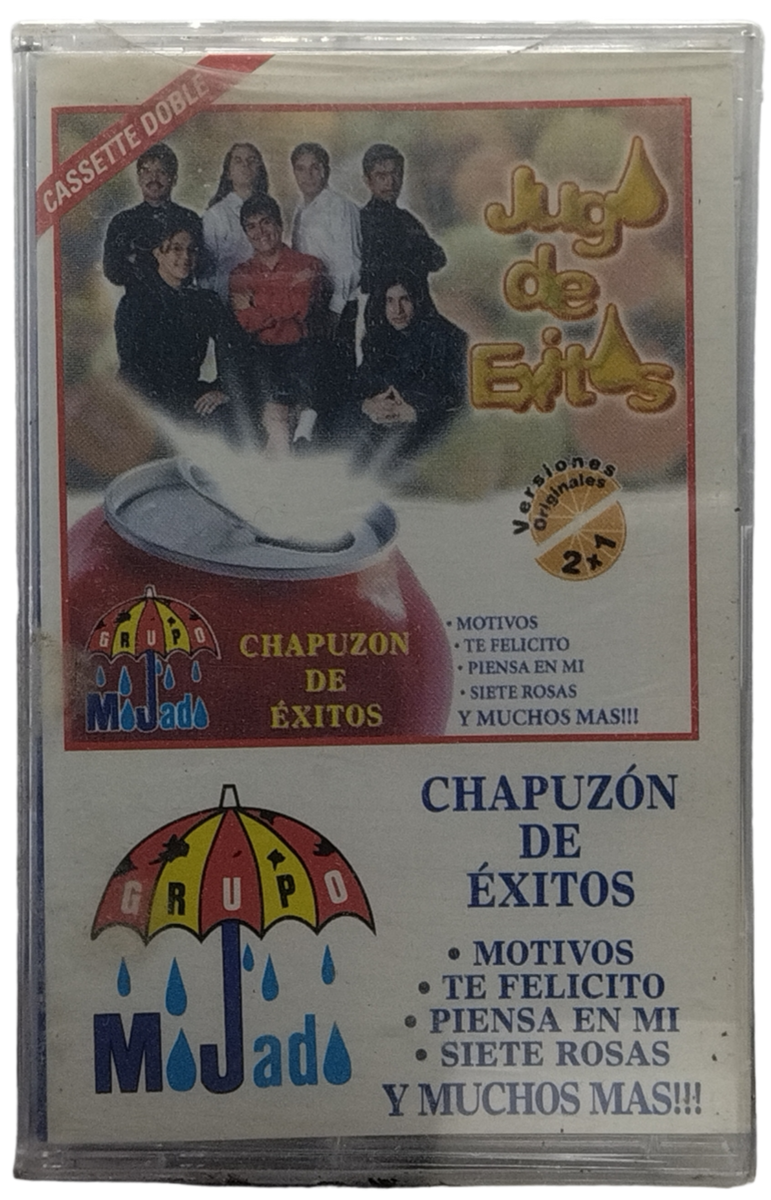 CASSETTE DOBLE
Jugo
de
Exitos
Versiones
Originales
2x1
GRUPO
MOJado
CHAPUZON
DE
ÉXITOS
• MOTIVOS
• TE FELICITO
• PIENSA EN MI
• SIETE ROSAS
Y MUCHOS MAS!!!
GRUPO
MOJado
CHAPUZÓN
DE
ÉXITOS
• MOTIVOS
• TE FELICITO
• PIENSA EN MI
• SIETE ROSAS
Y MUCHOS MAS!!!